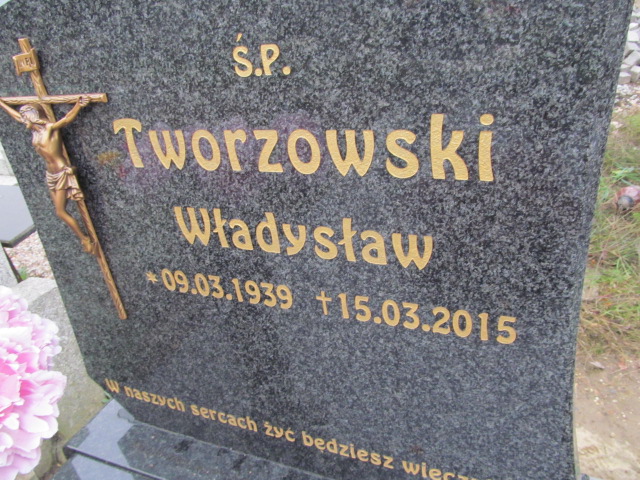 Ś.P.
Tworzowski
Władysław
* 09.03.1939 † 15.03.2015
W naszych sercach żyć będziesz